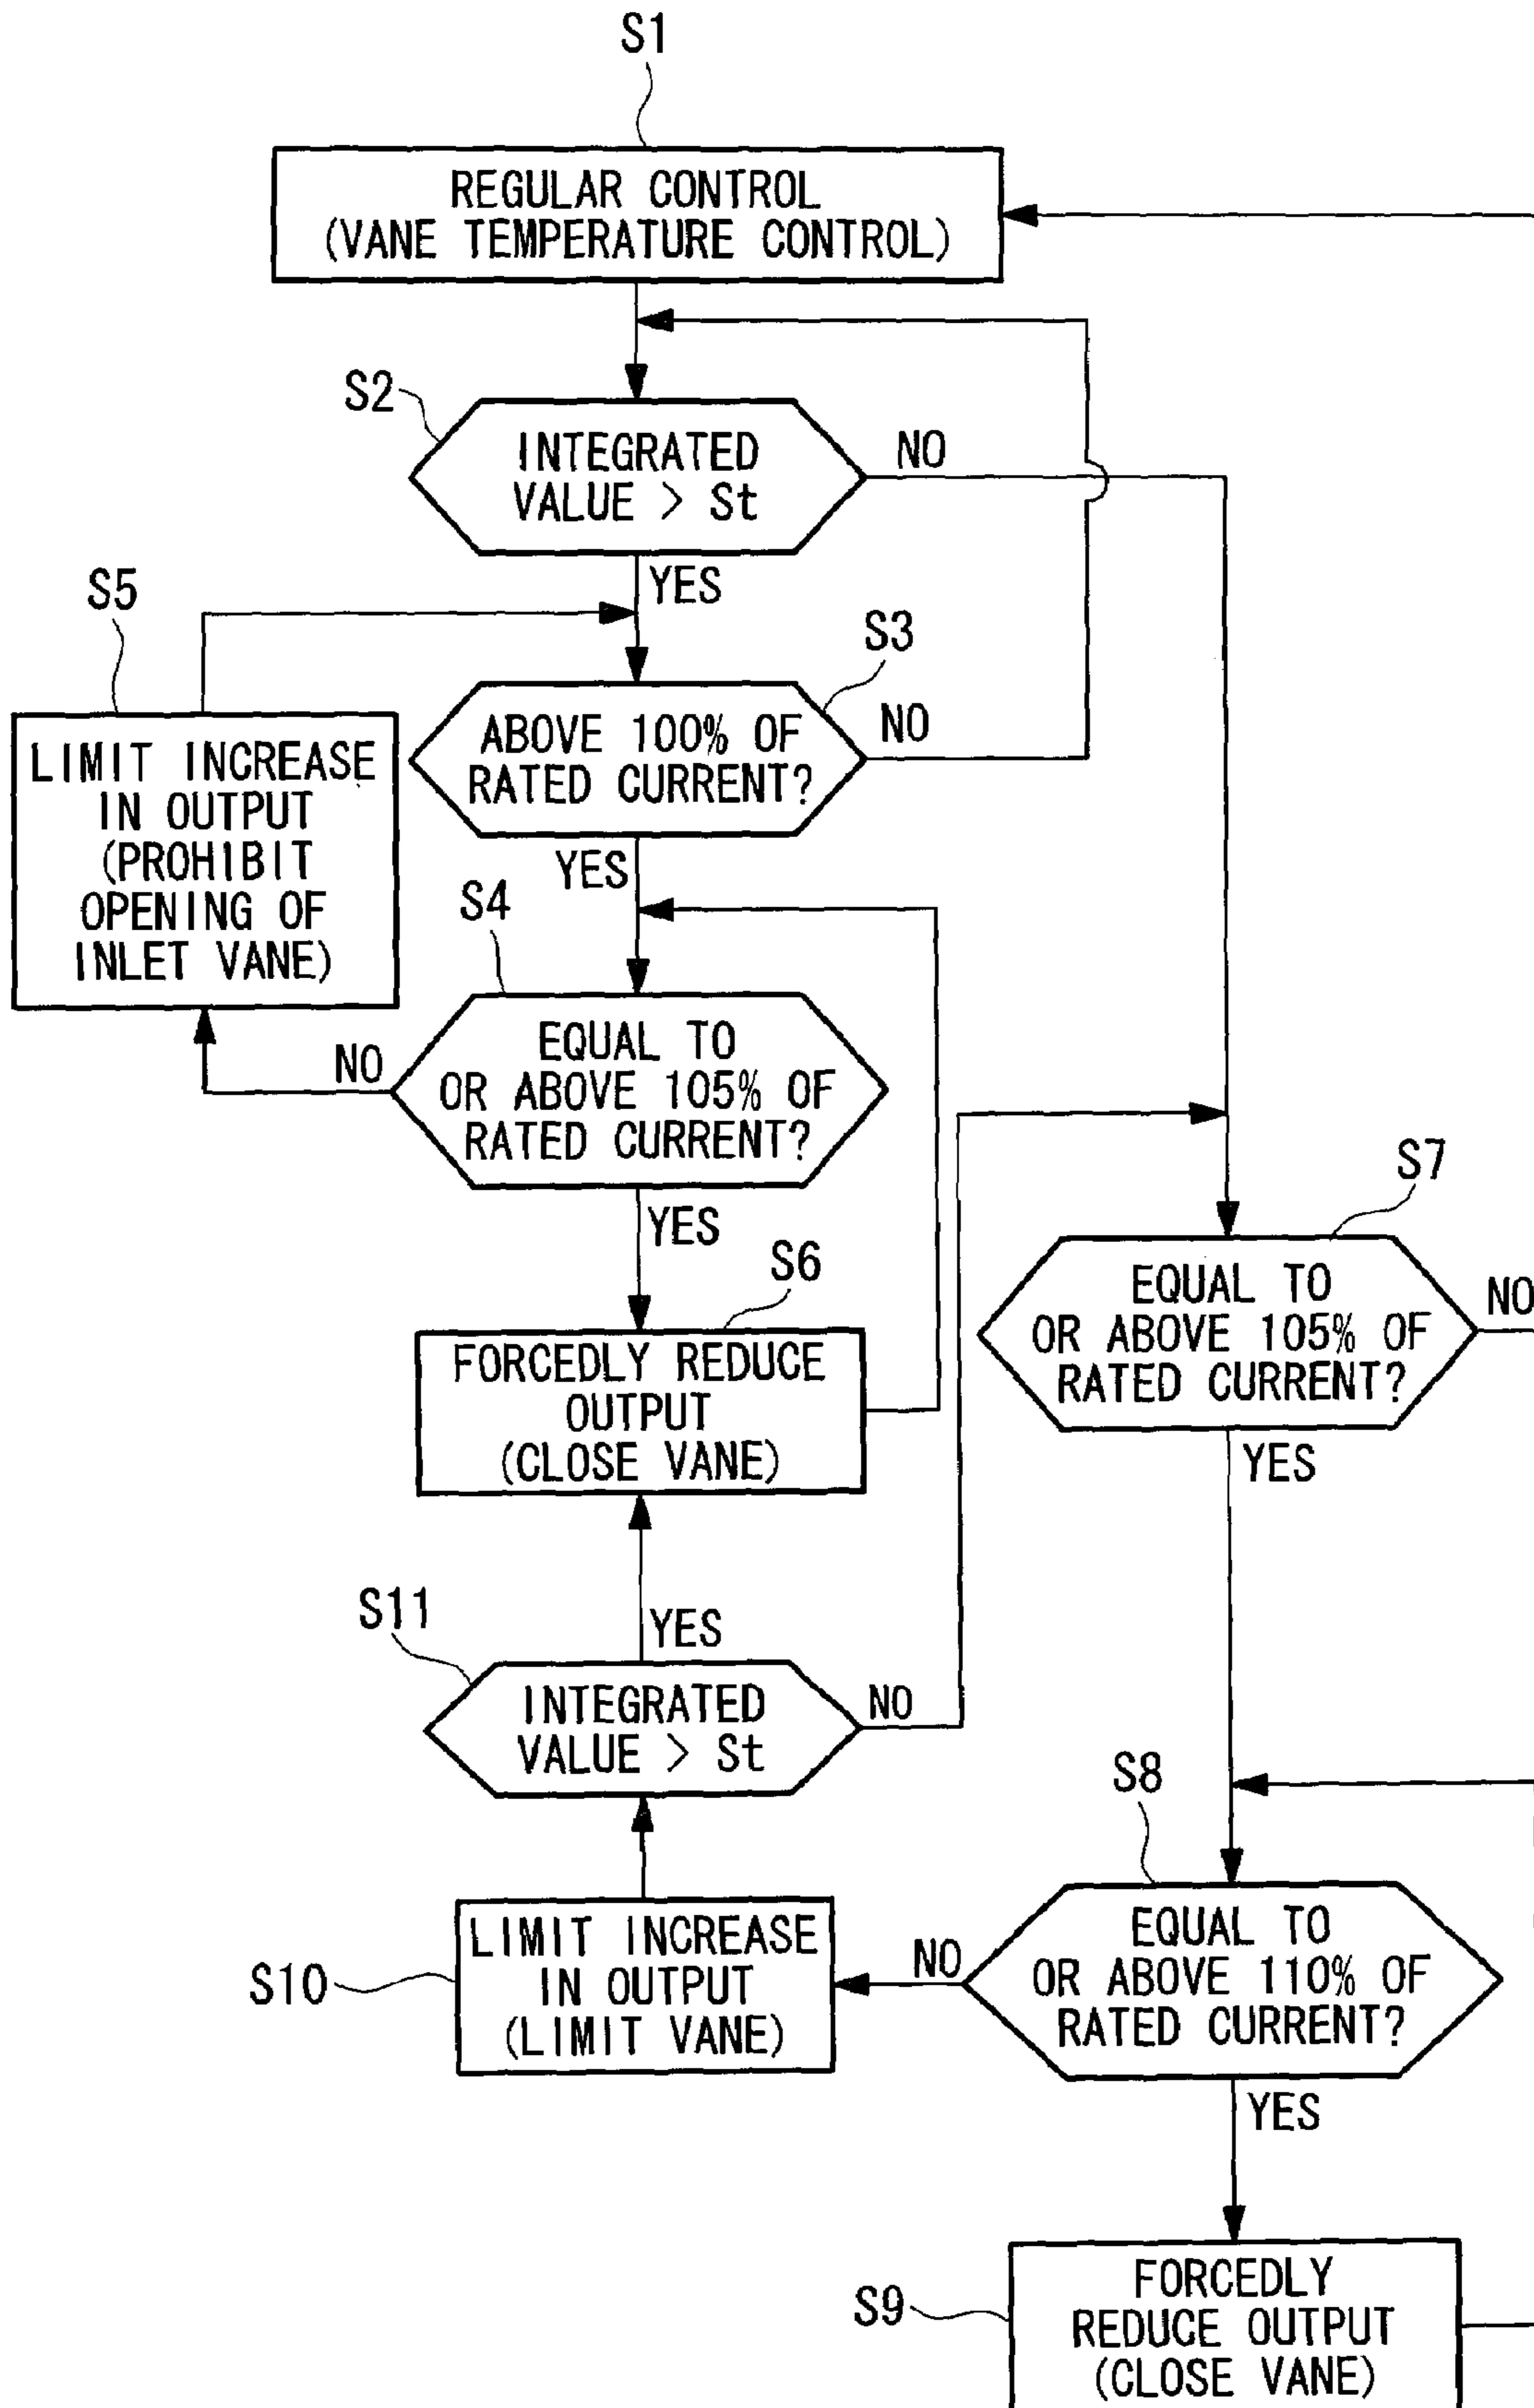 S1
REGULAR CONTROL
(VANE TEMPERATURE CONTROL)
S2
INTEGRATED
VALUE > St
NO
YES
S5
LIMIT INCREASE
IN OUTPUT
(PROHIBIT
OPENING OF
INLET VANE)
S3
ABOVE 100% OF
RATED CURRENT?
NO
YES
S4
EQUAL TO
OR ABOVE 105% OF
RATED CURRENT?
NO
YES
S6
FORCEDLY REDUCE
OUTPUT
(CLOSE VANE)
S7
EQUAL TO
OR ABOVE 105% OF
RATED CURRENT?
NO
YES
S11
YES
INTEGRATED
VALUE > St
NO
S8
EQUAL TO
OR ABOVE 110% OF
RATED CURRENT?
NO
YES
S10
LIMIT INCREASE
IN OUTPUT
(LIMIT VANE)
S9
FORCEDLY
REDUCE OUTPUT
(CLOSE VANE)